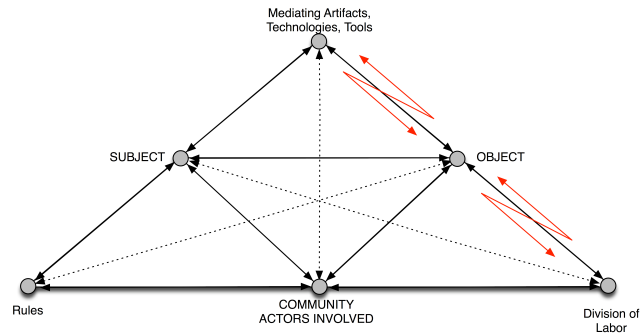 Mediating Artifacts,
Technologies, Tools
SUBJECT
OBJECT
Rules
COMMUNITY
ACTORS INVOLVED
Division of
Labor